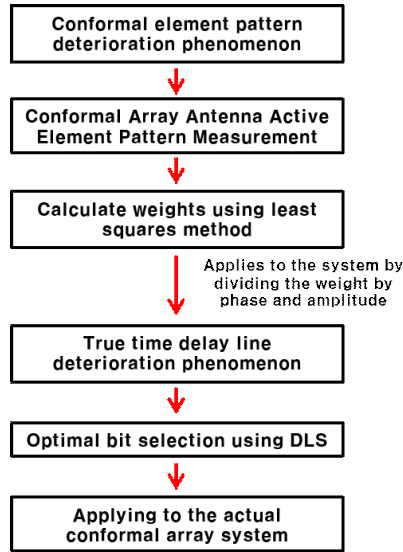 Conformal element pattern
deterioration phenomenon
Conformal Array Antenna Active
Element Pattern Measurement
Calculate weights using least
squares method
Applies to the system by
dividing the weight by
phase and amplitude
True time delay line
deterioration phenomenon
Optimal bit selection using DLS
Applying to the actual
conformal array system